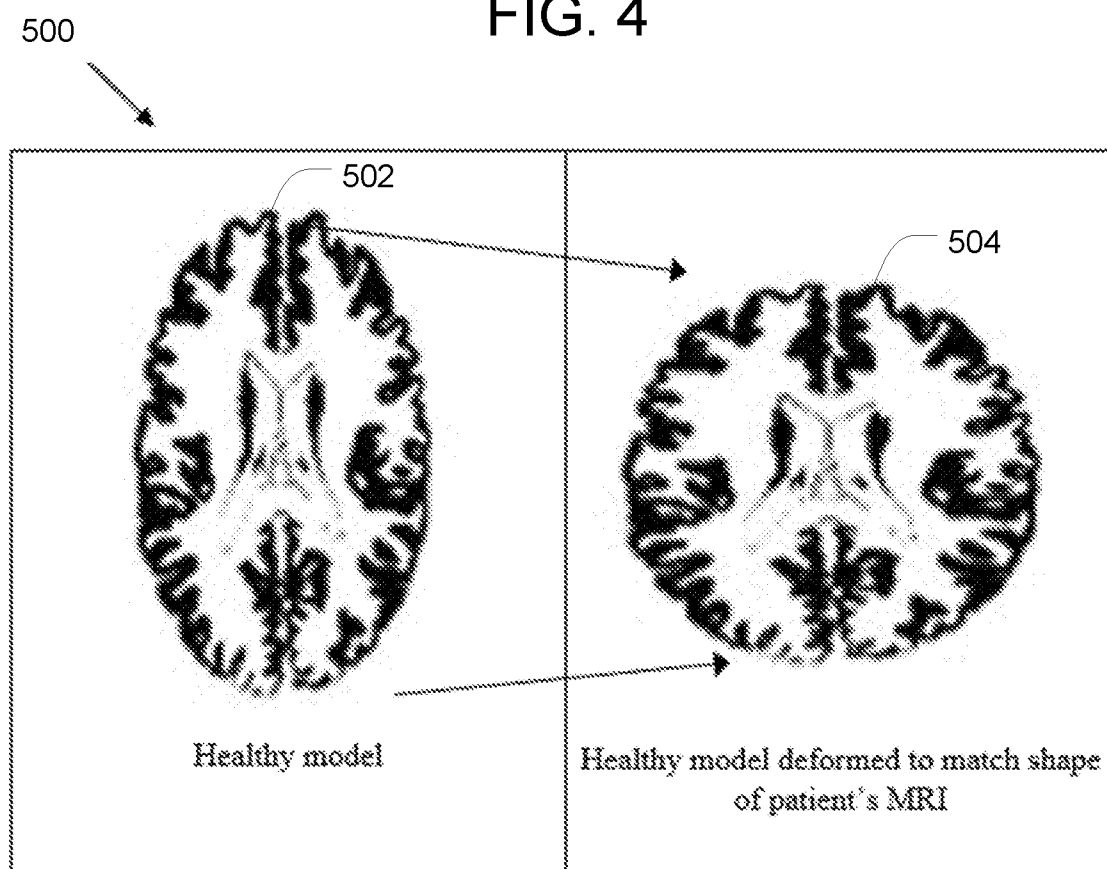 FIG. 4
500
502
504
Healthy model
Healthy model deformed to match shape
of patient's MRI